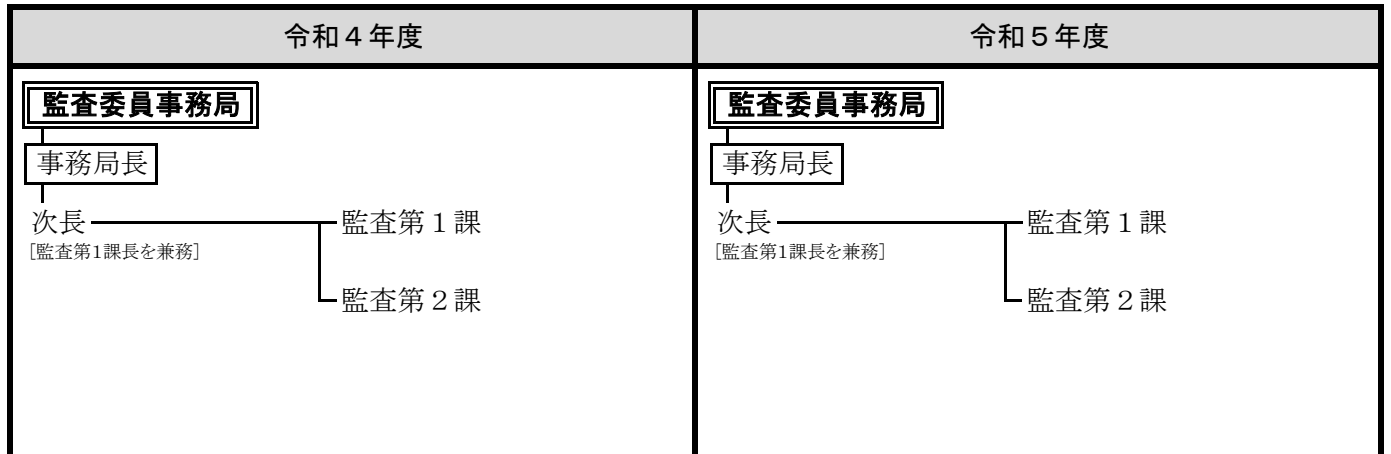 令和４年度
令和５年度
監査委員事務局
事務局長
次長
監査第１課
[監査第1課長を兼務]
監査第２課
監査委員事務局
事務局長
次長
監査第１課
[監査第1課長を兼務]
監査第２課